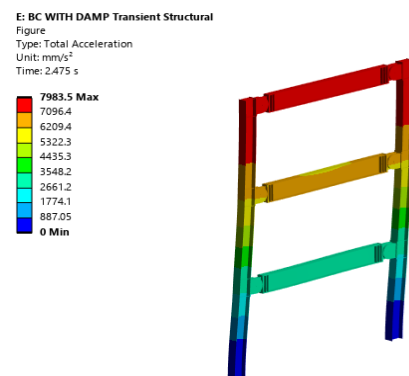 E: BC WITH DAMP Transient Structural
Figure
Type: Total Acceleration
Unit: mm/s²
Time: 2.475 s
7983.5 Max
7096.4
6209.4
5322.3
4435.3
3548.2
2661.2
1774.1
887.05
0 Min